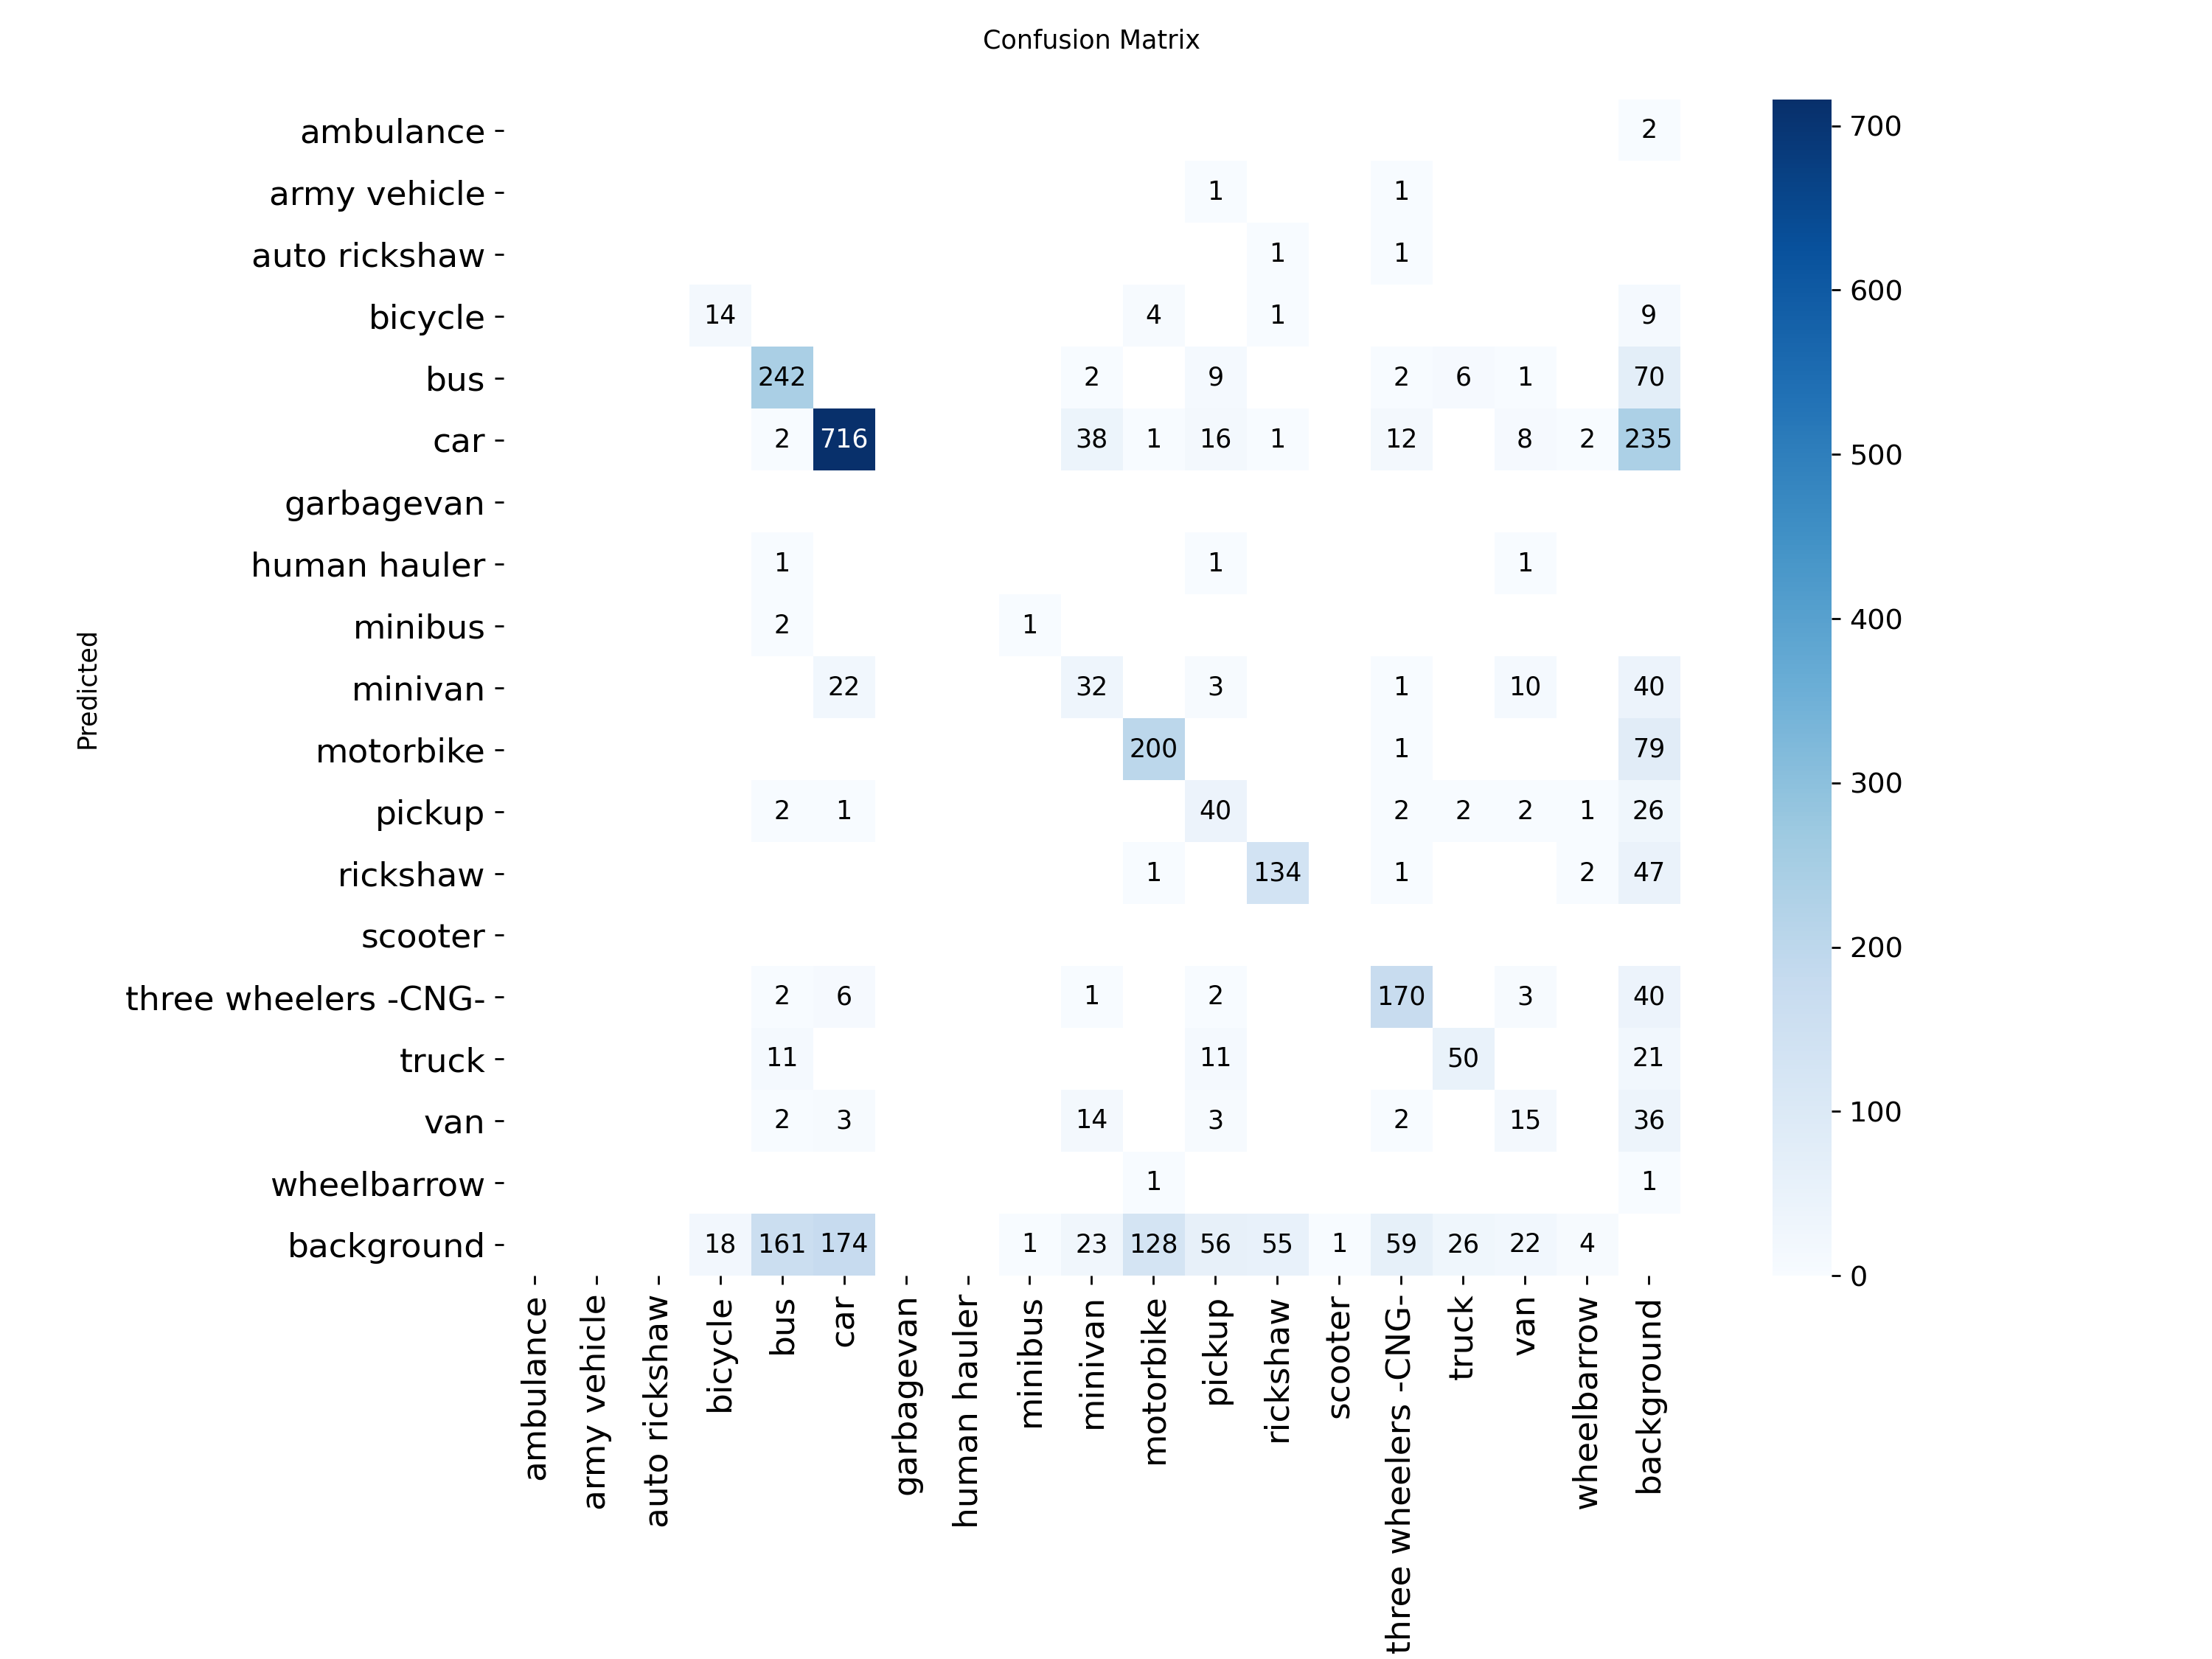 Confusion Matrix
Predicted
ambulance 2
army vehicle 1 1
auto rickshaw 1 1
bicycle 14 4 1 9
bus 242 2 9 2 6 1 70
car 2 716 38 1 16 1 12 8 2 235
garbagevan
human hauler 1 1 1
minibus 2 1
minivan 22 32 3 1 10 40
motorbike 200 1 79
pickup 2 1 40 2 2 2 1 26
rickshaw 1 134 1 2 47
scooter
three wheelers -CNG- 2 6 1 2 170 3 40
truck 11 11 50 21
van 2 3 14 3 2 15 36
wheelbarrow 1 1
background 18 161 174 1 23 128 56 55 1 59 26 22 4
ambulance
army vehicle
auto rickshaw
bicycle
bus
car
garbagevan
human hauler
minibus
minivan
motorbike
pickup
rickshaw
scooter
three wheelers -CNG-
truck
van
wheelbarrow
background
700
600
500
400
300
200
100
0